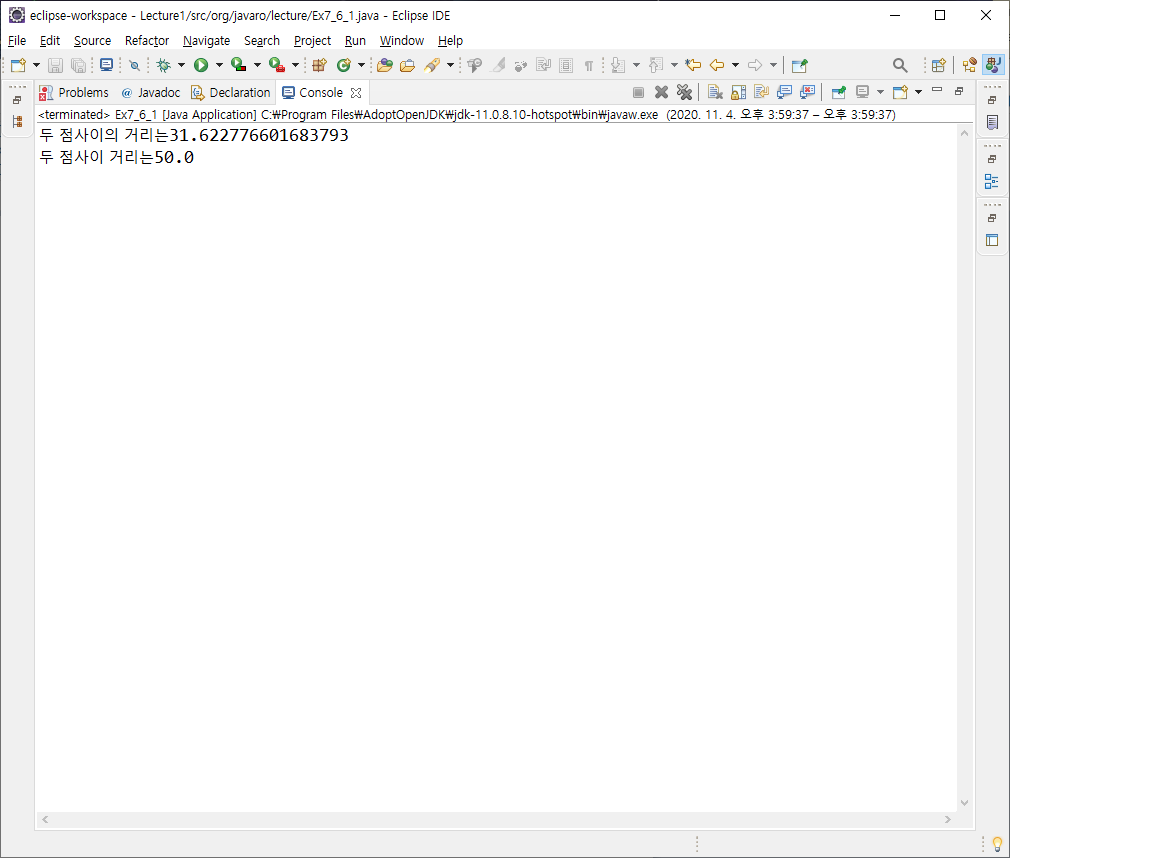 eclipse-workspace - Lecture1/src/org/javaro/lecture/Ex7_6_1.java - Eclipse IDE
File Edit Source Refactor Navigate Search Project Run Window Help
Problems @ Javadoc Declaration Console
<terminated> Ex7_6_1 [Java Application] C:₩Program Files₩AdoptOpenJDK₩jdk-11.0.8.10-hotspot₩bin₩javaw.exe (2020. 11. 4. 오후 3:59:37 – 오후 3:59:37)
두 점사이의 거리는31.622776601683793
두 점사이 거리는50.0